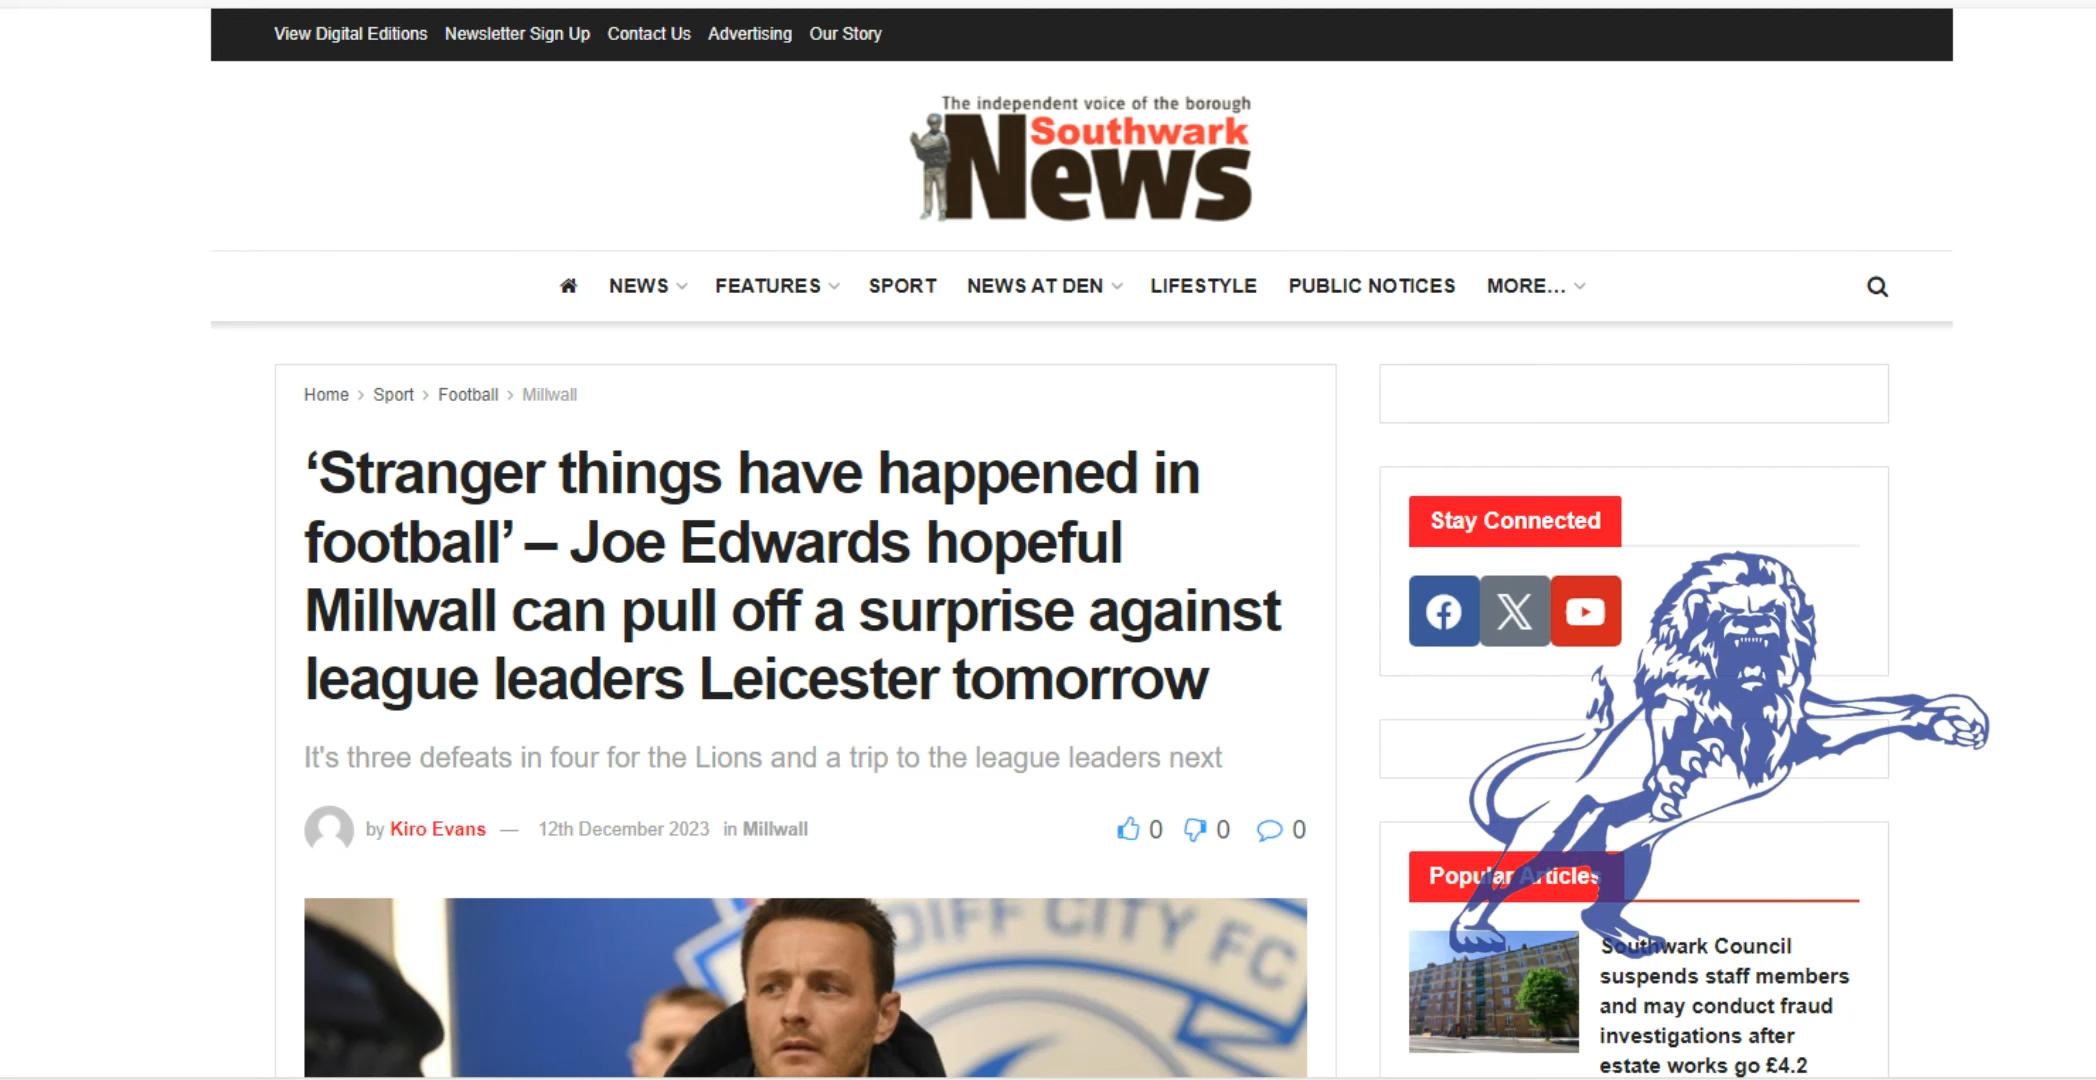 View Digital Editions Newsletter Sign Up Contact Us Advertising Our Story
The independent voice of the borough
Southwark
News
NEWS FEATURES SPORT NEWS AT DEN LIFESTYLE PUBLIC NOTICES MORE...
Home > Sport > Football > Millwall
‘Stranger things have happened in
football’ – Joe Edwards hopeful
Millwall can pull off a surprise against
league leaders Leicester tomorrow
It's three defeats in four for the Lions and a trip to the league leaders next
by Kiro Evans — 12th December 2023 in Millwall
0 0 0
DIFF CITY FC
Stay Connected
Popular Articles
Southwark Council
suspends staff members
and may conduct fraud
investigations after
estate works go £4.2